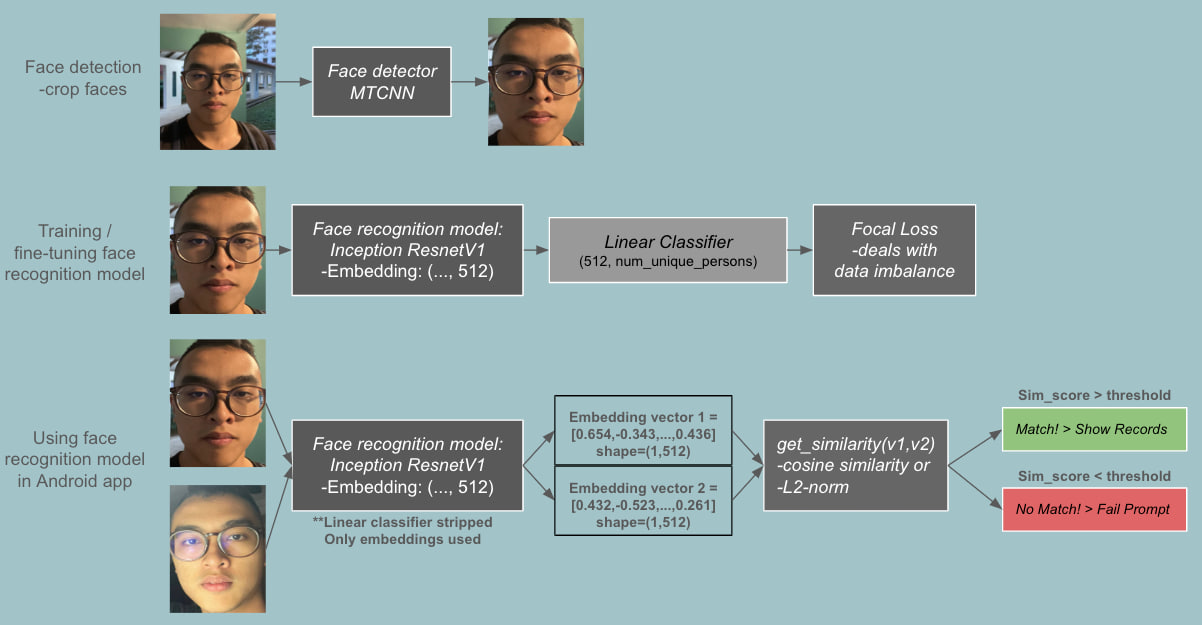 Face detection
-crop faces
Face detector
MTCNN
Training /
fine-tuning face
recognition model
Face recognition model:
Inception ResnetV1
-Embedding: (..., 512)
Linear Classifier
(512, num_unique_persons)
Focal Loss
-deals with
data imbalance
Using face
recognition model
in Android app
Face recognition model:
Inception ResnetV1
-Embedding: (..., 512)
**Linear classifier stripped
Only embeddings used
Embedding vector 1 =
[0.654,-0.343,...,0.436]
shape=(1,512)
Embedding vector 2 =
[0.432,-0.523,...,0.261]
shape=(1,512)
get_similarity(v1,v2)
-cosine similarity or
-L2-norm
Sim_score > threshold
Match! > Show Records
Sim_score < threshold
No Match! > Fail Prompt